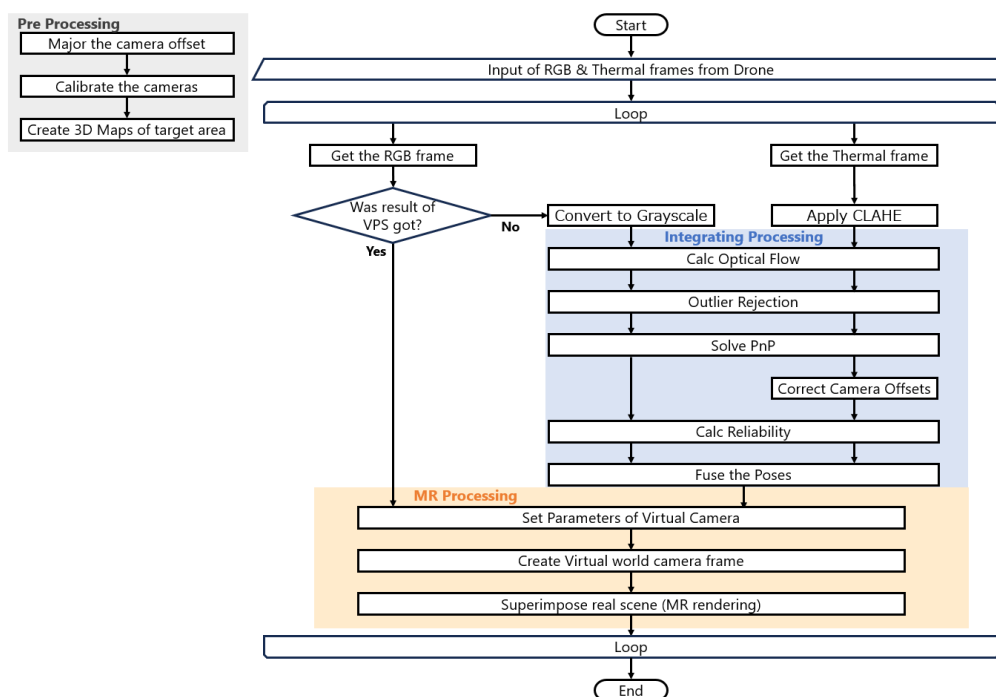 Pre Processing
Major the camera offset
Calibrate the cameras
Create 3D Maps of target area
Start
Input of RGB & Thermal frames from Drone
Loop
Get the RGB frame
Get the Thermal frame
Was result of
VPS got?
No
Yes
Convert to Grayscale
Apply CLAHE
Integrating Processing
Calc Optical Flow
Outlier Rejection
Solve PnP
Correct Camera Offsets
Calc Reliability
Fuse the Poses
MR Processing
Set Parameters of Virtual Camera
Create Virtual world camera frame
Superimpose real scene (MR rendering)
Loop
End